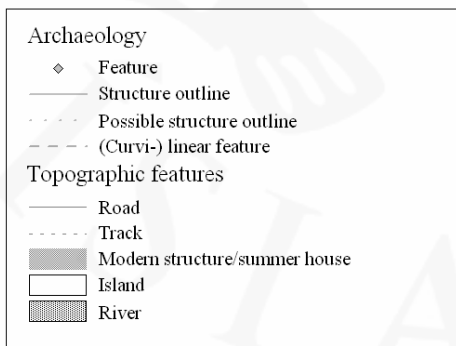 Archaeology
Feature
Structure outline
Possible structure outline
(Curvi-) linear feature
Topographic features
Road
Track
Modern structure/summer house
Island
River